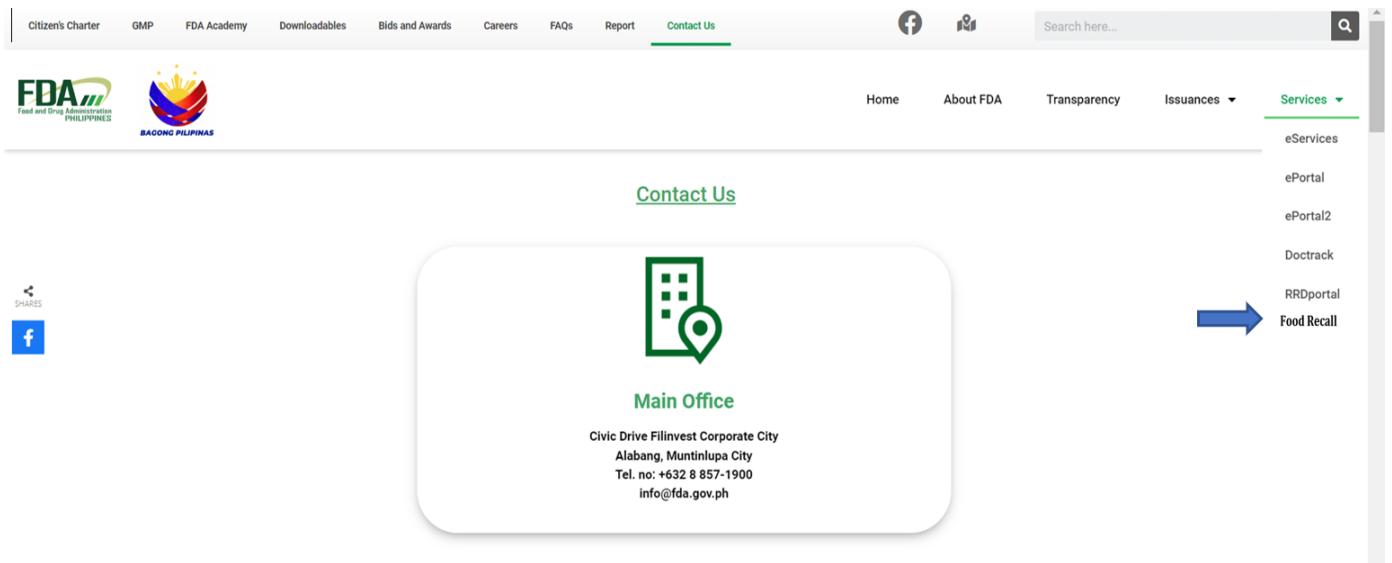 Citizen's Charter GMP FDA Academy Downloadables Bids and Awards Careers FAQs Report Contact Us Search here...
FDA
Food and Drug Administration
PHILIPPINES
BAGONG PILIPINAS
Home About FDA Transparency Issuances Services
eServices
ePortal
ePortal2
Doctrack
RRDportal
Food Recall
Contact Us
SHARES
Main Office
Civic Drive Filinvest Corporate City
Alabang, Muntinlupa City
Tel. no: +632 8 857-1900
info@fda.gov.ph